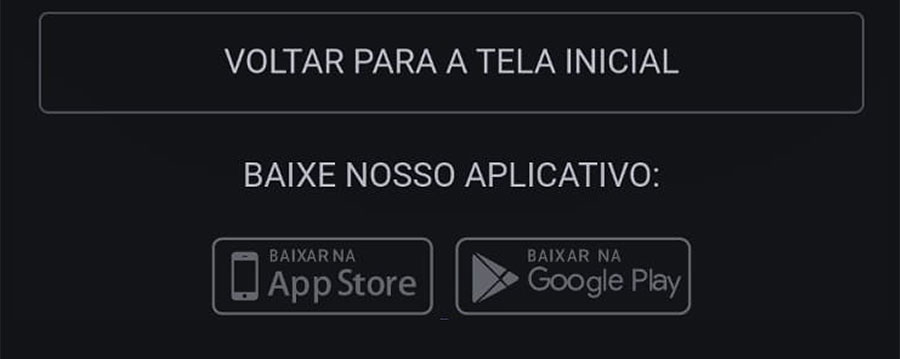 VOLTAR PARA A TELA INICIAL
BAIXE NOSSO APLICATIVO:
BAIXAR NA
App Store
BAIXAR NA
Google Play